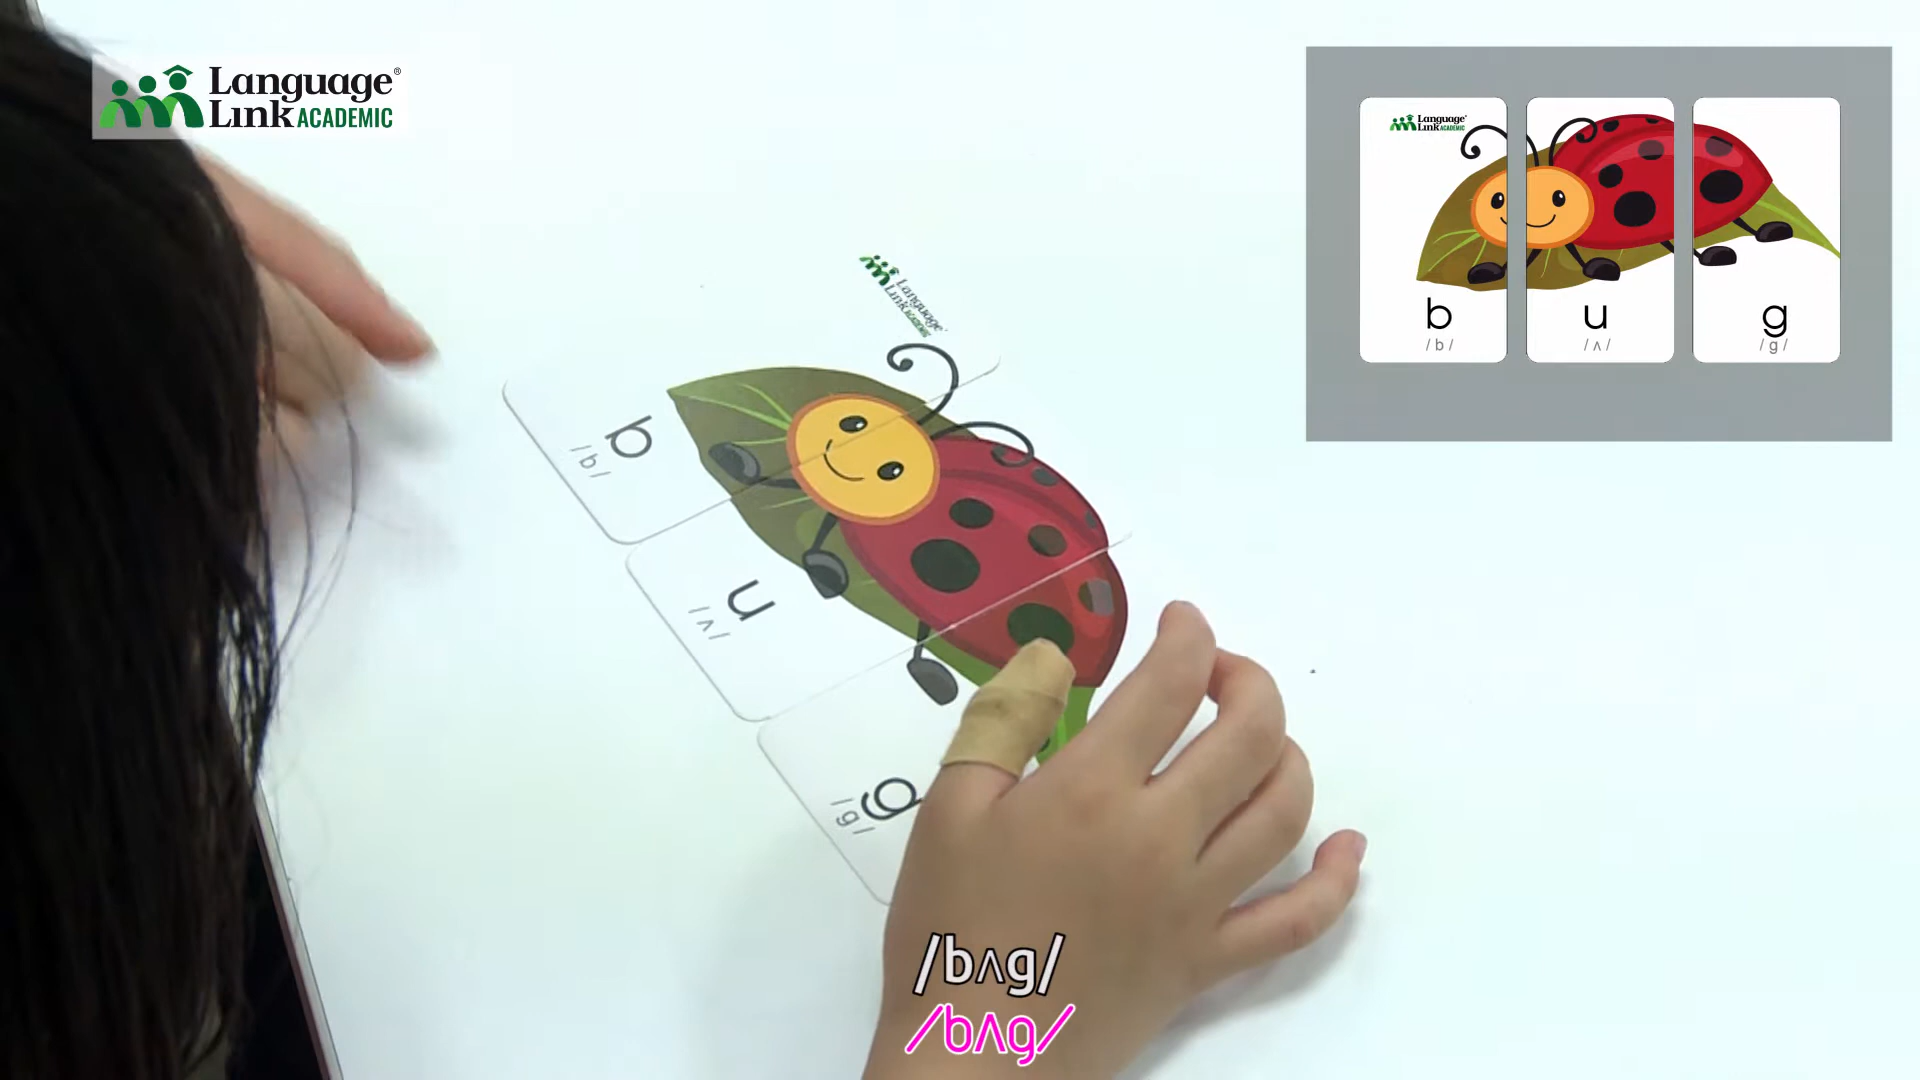 Language®
Link ACADEMIC
Language®
Link ACADEMIC
b
/b/
u
/ʌ/
g
/g/
Language®
Link ACADEMIC
b
/b/
u
/ʌ/
g
/g/
/bʌg/
/bʌg/